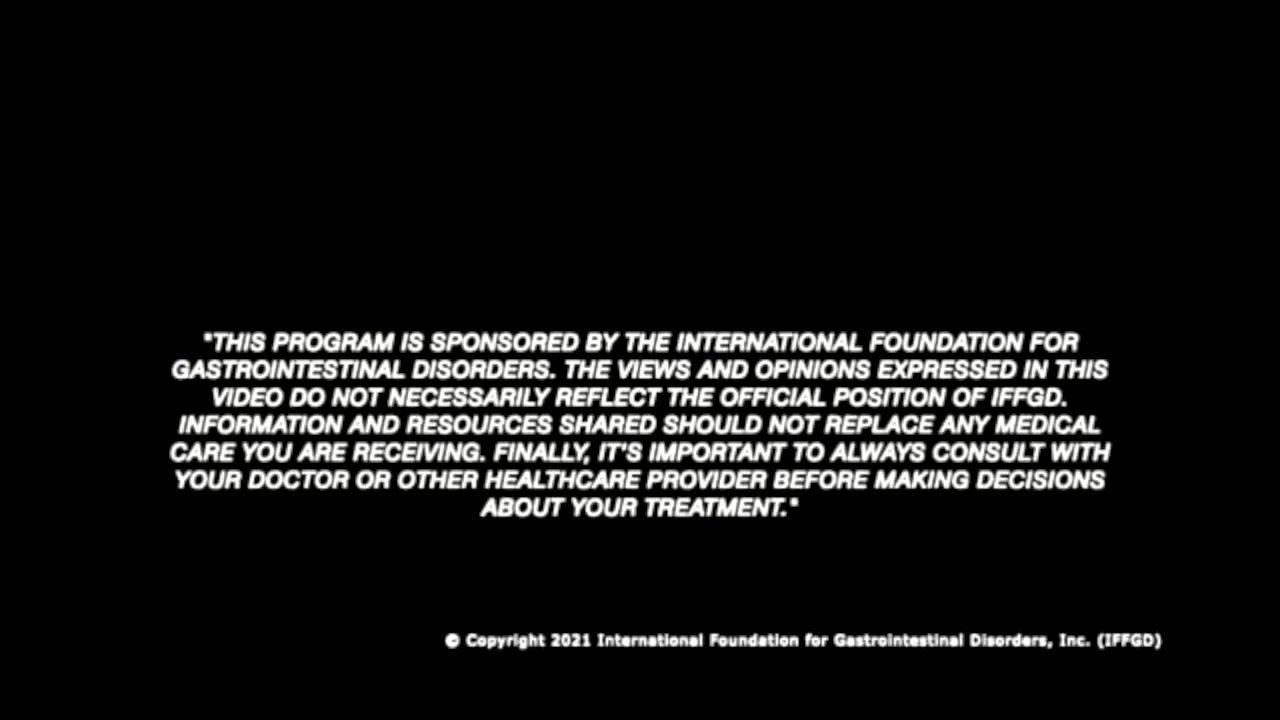 "THIS PROGRAM IS SPONSORED BY THE INTERNATIONAL FOUNDATION FOR
GASTROINTESTINAL DISORDERS. THE VIEWS AND OPINIONS EXPRESSED IN THIS
VIDEO DO NOT NECESSARILY REFLECT THE OFFICIAL POSITION OF IFFGD.
INFORMATION AND RESOURCES SHARED SHOULD NOT REPLACE ANY MEDICAL
CARE YOU ARE RECEIVING. FINALLY, IT'S IMPORTANT TO ALWAYS CONSULT WITH
YOUR DOCTOR OR OTHER HEALTHCARE PROVIDER BEFORE MAKING DECISIONS
ABOUT YOUR TREATMENT."
© Copyright 2021 International Foundation for Gastrointestinal Disorders, Inc. (IFFGD)